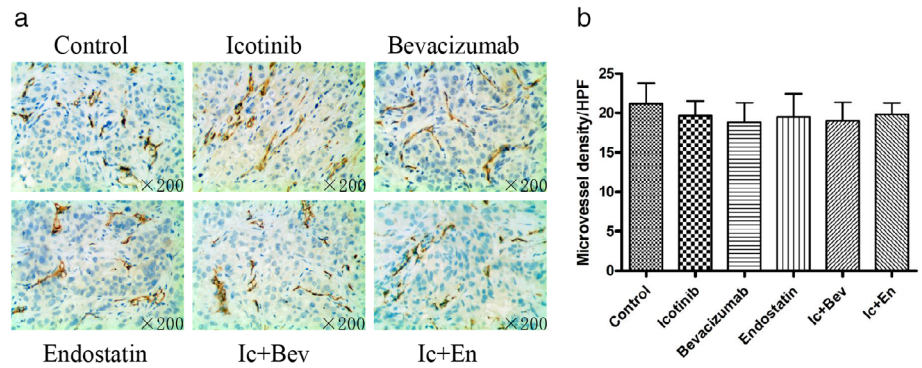 a
Control Icotinib Bevacizumab
×200 ×200 ×200
×200 ×200 ×200
Endostatin Ic+Bev Ic+En
b
Microvessel density/HPF
25
20
15
10
5
0
Control Icotinib Bevacizumab Endostatin Ic+Bev Ic+En